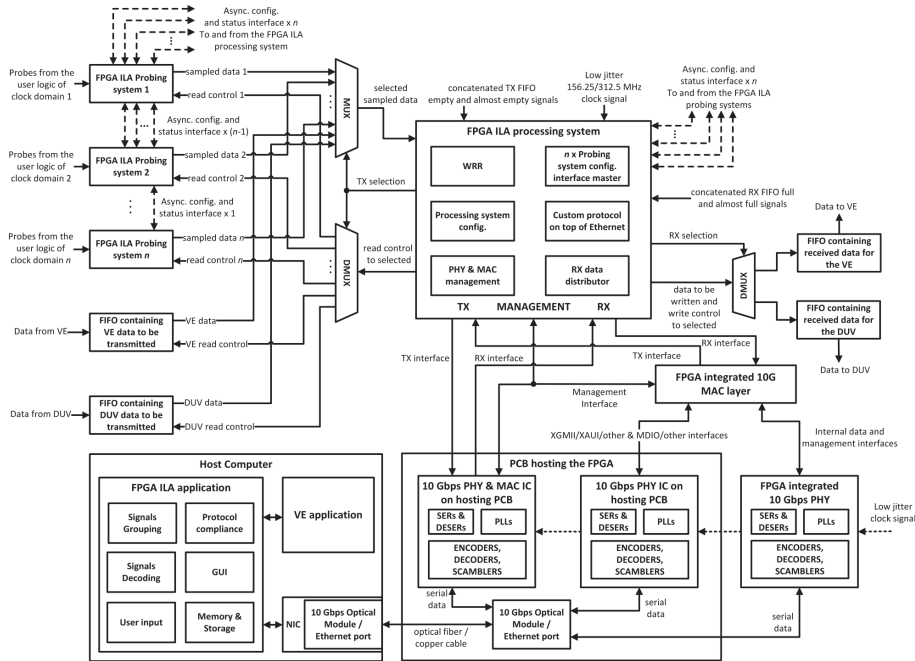 Async. config.
and status interface x n
To and from the FPGA ILA
processing system
Probes from the
user logic of
clock domain 1
FPGA ILA Probing
system 1
sampled data 1
read control 1
Async. config. and
status interface x (n-1)
Probes from the
user logic of
clock domain 2
FPGA ILA Probing
system 2
sampled data 2
read control 2
Async. config. and
status interface x 1
Probes from the
user logic of
clock domain n
FPGA ILA Probing
system n
sampled data n
read control n
Data from VE
FIFO containing
VE data to be
transmitted
VE data
VE read control
Data from DUV
FIFO containing
DUV data to be
transmitted
DUV data
DUV read control
MUX
DMUX
selected
sampled data
TX selection
read control
to selected
concatenated TX FIFO
empty and almost empty signals
Low jitter
156.25/312.5 MHz
clock signal
Async. config. and
status interface x n
To and from the FPGA ILA
probing systems
FPGA ILA processing system
WRR
n x Probing
system config.
interface master
Processing system
config.
Custom protocol
on top of Ethernet
PHY & MAC
management
RX data
distributor
TX MANAGEMENT RX
concatenated RX FIFO full
and almost full signals
RX selection
data to be
written and
write control
to selected
DMUX
Data to VE
FIFO containing
received data for
the VE
FIFO containing
received data for
the DUV
Data to DUV
TX interface
RX interface
TX interface
RX interface
Management
Interface
FPGA integrated 10G
MAC layer
XGMII/XAUI/other & MDIO/other interfaces
Internal data and
management interfaces
Host Computer
FPGA ILA application
Signals
Grouping
Protocol
compliance
Signals
Decoding
GUI
User input
Memory &
Storage
VE application
NIC
10 Gbps Optical
Module /
Ethernet port
optical fiber /
copper cable
PCB hosting the FPGA
10 Gbps PHY & MAC IC
on hosting PCB
SERs &
DESERs
PLLs
ENCODERS,
DECODERS,
SCAMBLERS
10 Gbps PHY IC on
hosting PCB
SERs &
DESERs
PLLs
ENCODERS,
DECODERS,
SCAMBLERS
FPGA integrated
10 Gbps PHY
SERs &
DESERs
PLLs
ENCODERS,
DECODERS,
SCAMBLERS
Low jitter
clock signal
serial
data
10 Gbps Optical
Module /
Ethernet port
serial
data
serial
data